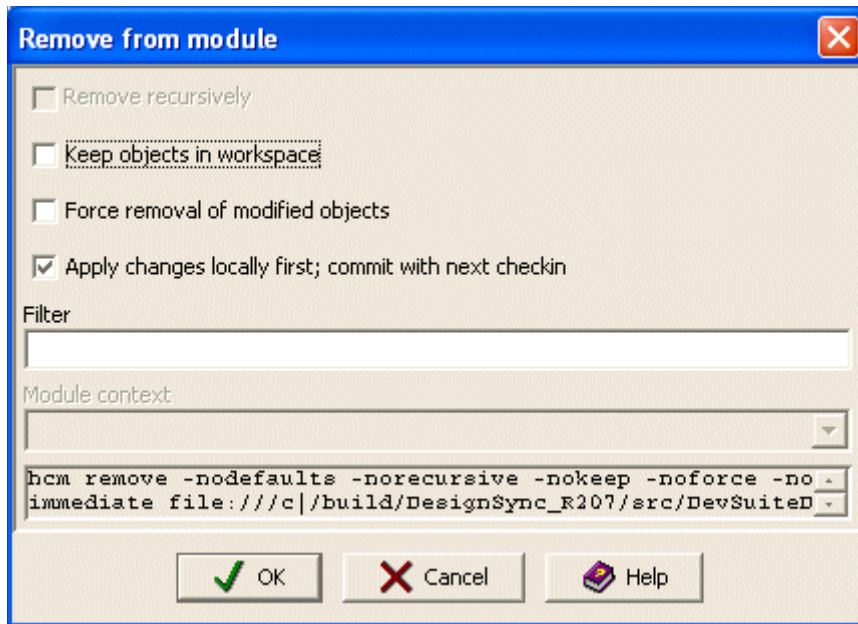 Remove from module
Remove recursively
Keep objects in workspace
Force removal of modified objects
Apply changes locally first; commit with next checkin
Filter
Module context
hcm remove -nodefaults -norecursive -nokeep -noforce -no
immediate file:///c|/build/DesignSync_R207/src/DevSuiteD
OK
Cancel
Help